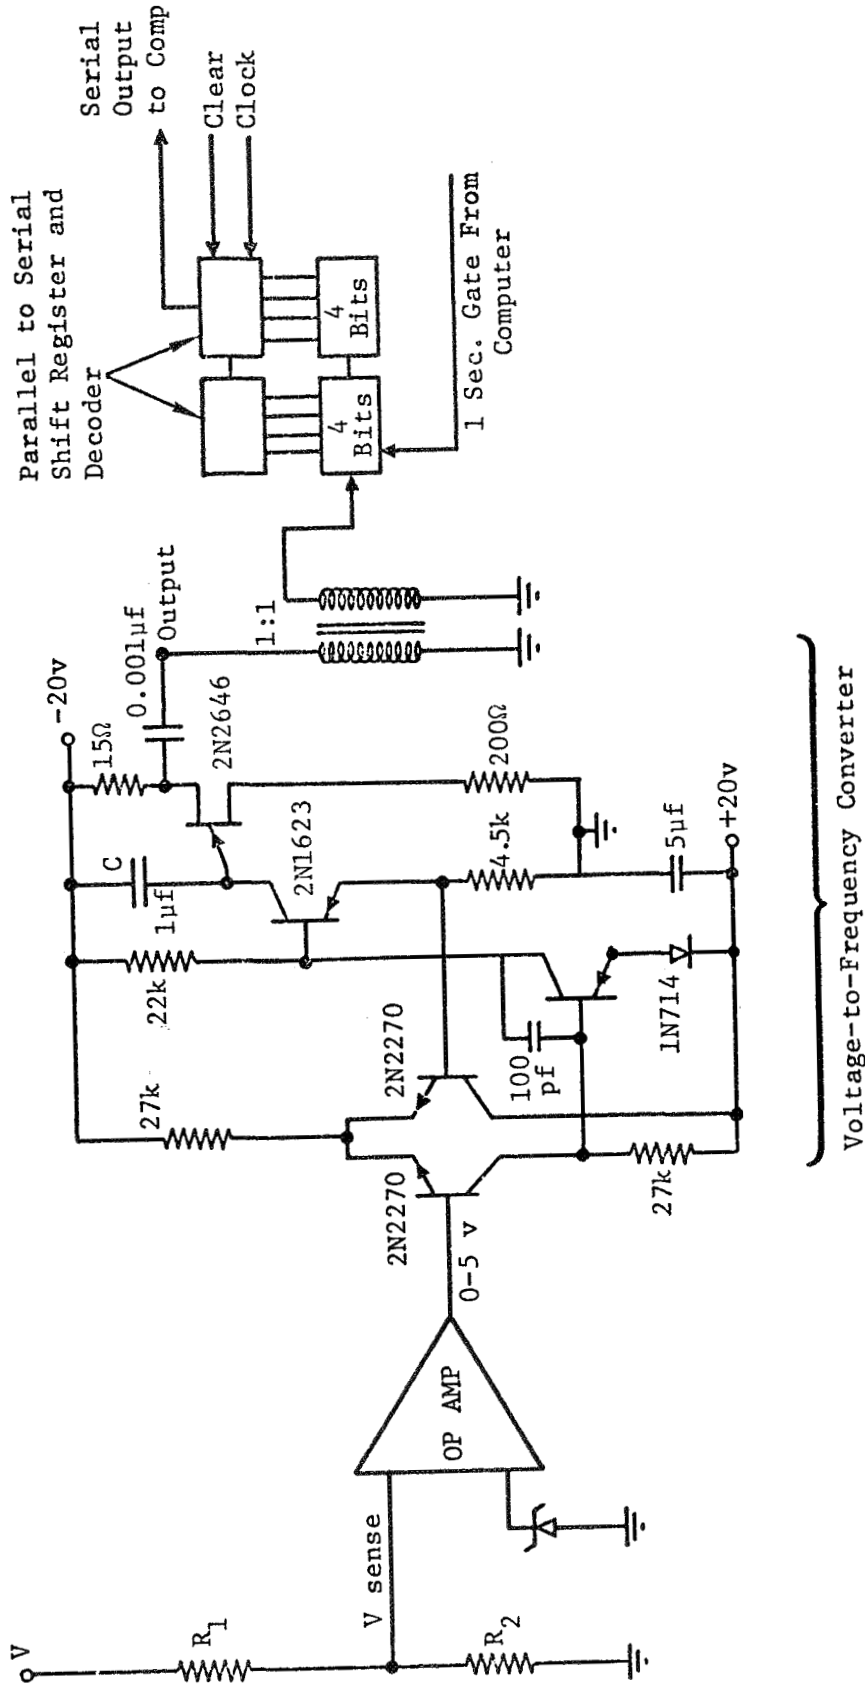 V
R1
V sense
R2
OP AMP
0-5 v
2N2270
2N2270
27k
27k
22k
1μf
C
100
pf
1N714
2N1623
4.5k
5μf
+20v
-20v
15Ω
0.001μf
Output
2N2646
200Ω
1:1
Voltage-to-Frequency Converter
Parallel to Serial
Shift Register and
Decoder
4
Bits
4
Bits
Serial
Output
to Comp
Clear
Clock
1 Sec. Gate From
Computer